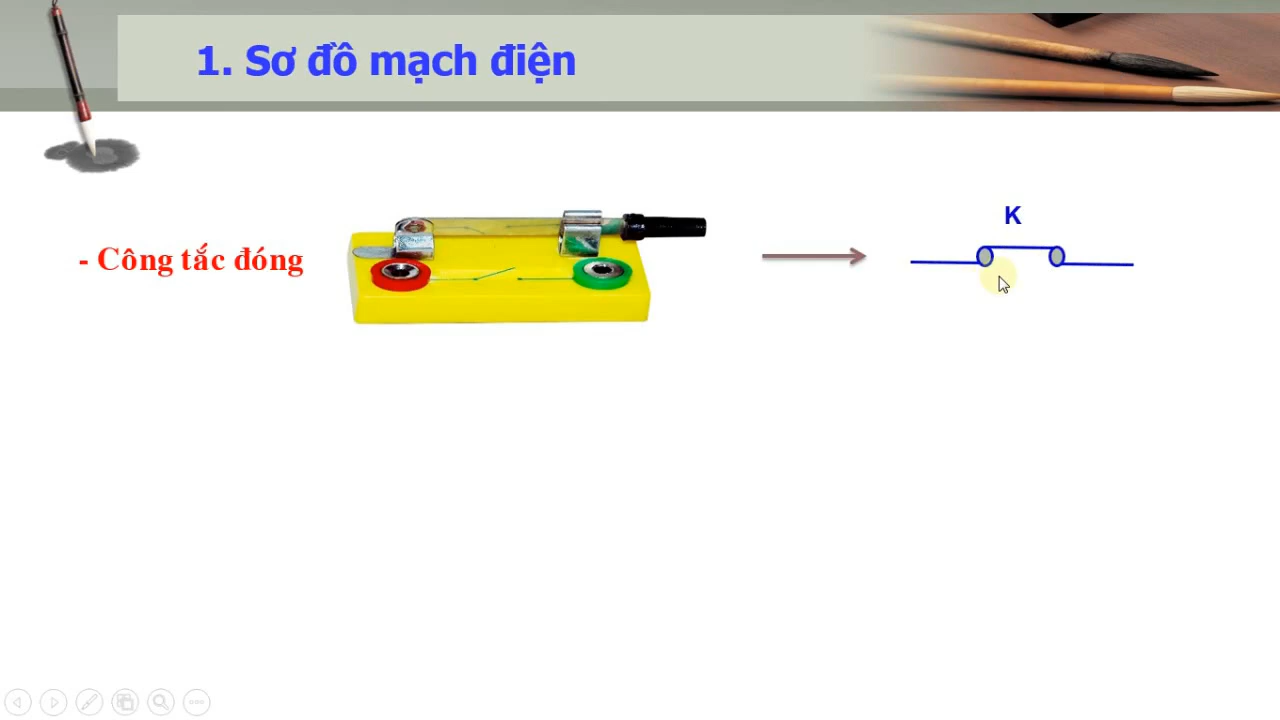 1. Sơ đồ mạch điện
K
- Công tắc đóng